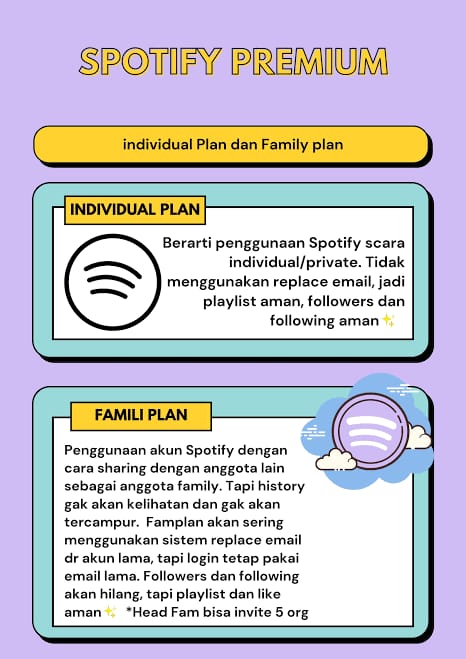 SPOTIFY PREMIUM
individual Plan dan Family plan
INDIVIDUAL PLAN
Berarti penggunaan Spotify scara
individual/private. Tidak
menggunakan replace email, jadi
playlist aman, followers dan
following aman✨
FAMILI PLAN
Penggunaan akun Spotify dengan
cara sharing dengan anggota lain
sebagai anggota family. Tapi history
gak akan kelihatan dan gak akan
tercampur. Famplan akan sering
menggunakan sistem replace email
dr akun lama, tapi login tetap pakai
email lama. Followers dan following
akan hilang, tapi playlist dan like
aman✨ *Head Fam bisa invite 5 org